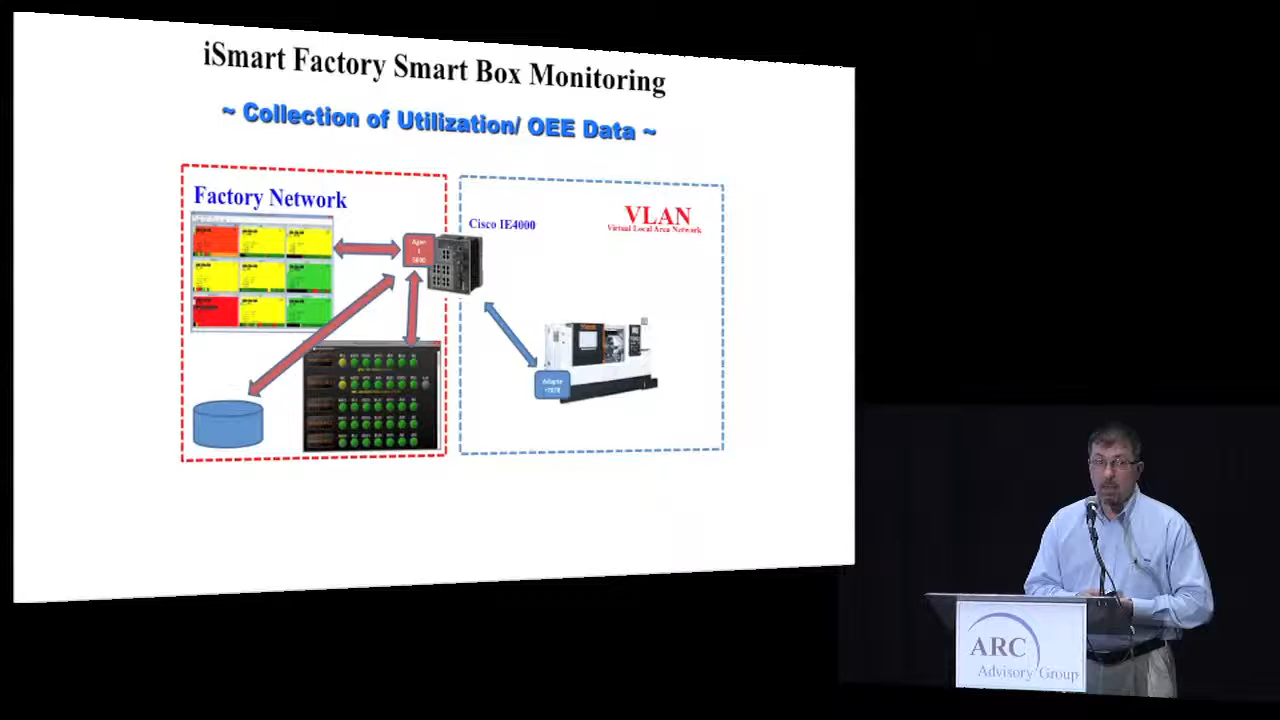 iSmart Factory Smart Box Monitoring
~ Collection of Utilization/ OEE Data ~
Factory Network
Cisco IE4000
VLAN
Virtual Local Area Network
ARC
Advisory Group